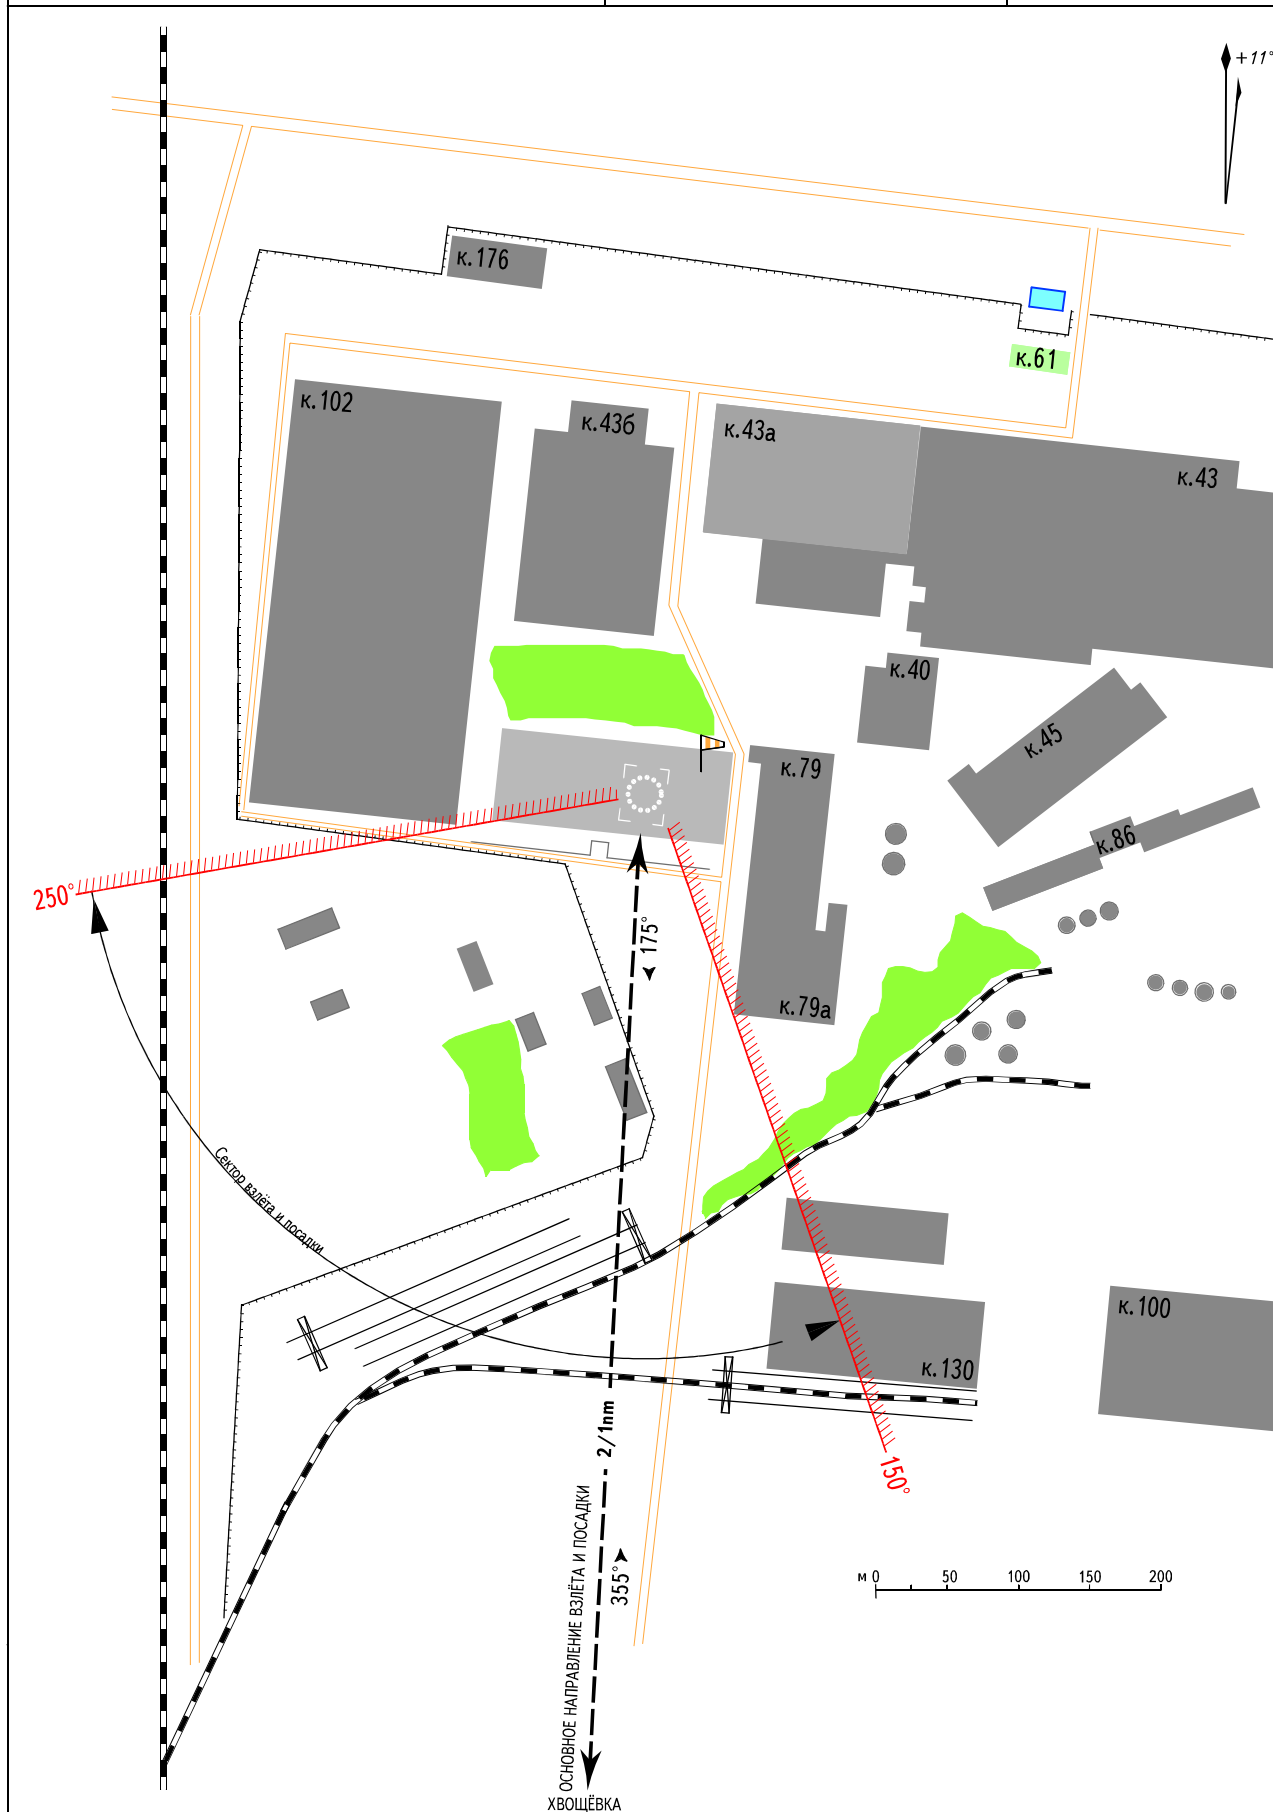 +11°
к.176
к.61
к.102
к.43б
к.43а
к.43
к.40
к.45
к.79
к.86
250°
175°
к.79а
Сектор взлёта и посадки
к.100
к.130
2/1nm
150°
ОСНОВНОЕ НАПРАВЛЕНИЕ ВЗЛЁТА И ПОСАДКИ
355°
м 0 50 100 150 200
ХВОЩЁВКА